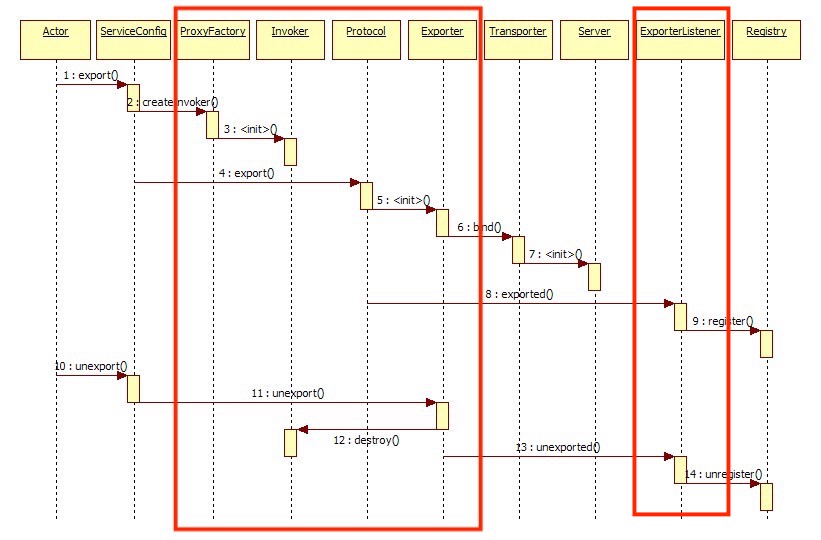 Actor
ServiceConfig
ProxyFactory
Invoker
Protocol
Exporter
Transporter
Server
ExporterListener
Registry
1 : export()
2 : createInvoker()
3 : <init>()
4 : export()
5 : <init>()
6 : bind()
7 : <init>()
8 : exported()
9 : register()
10 : unexport()
11 : unexport()
12 : destroy()
13 : unexported()
14 : unregister()